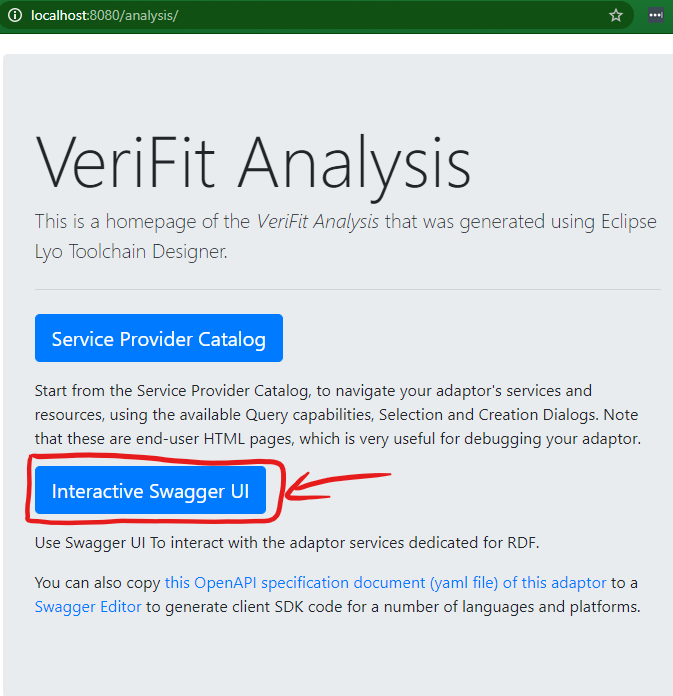 localhost:8080/analysis/
VeriFit Analysis
This is a homepage of the VeriFit Analysis that was generated using Eclipse
Lyo Toolchain Designer.
Service Provider Catalog
Start from the Service Provider Catalog, to navigate your adaptor's services and
resources, using the available Query capabilities, Selection and Creation Dialogs. Note
that these are end-user HTML pages, which is very useful for debugging your adaptor.
Interactive Swagger UI
Use Swagger UI To interact with the adaptor services dedicated for RDF.
You can also copy this OpenAPI specification document (yaml file) of this adaptor to a
Swagger Editor to generate client SDK code for a number of languages and platforms.